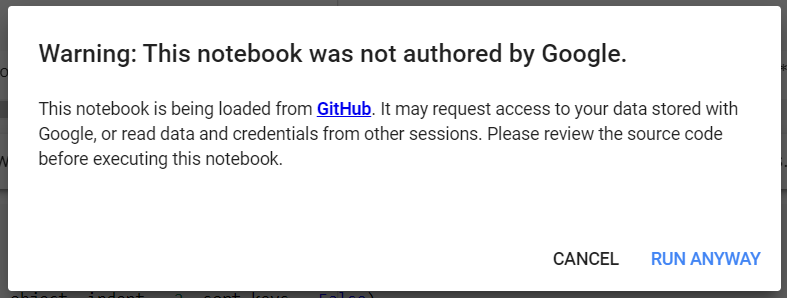 Warning: This notebook was not authored by Google.
This notebook is being loaded from GitHub. It may request access to your data stored with
Google, or read data and credentials from other sessions. Please review the source code
before executing this notebook.
CANCEL RUN ANYWAY